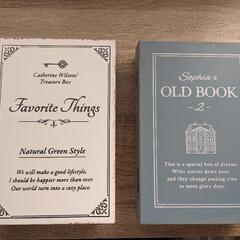 Catherine Wilsons'
Treasure Box
Favorite Things
Natural Green Style
We will make a good lifestyle,
I should be happier more than ever.
Our world turn into a cozy place.
Sophia's
OLD BOOK
-2-
This is a special box of dreams
Write stories down here,
and they change passing time
to more glory days.